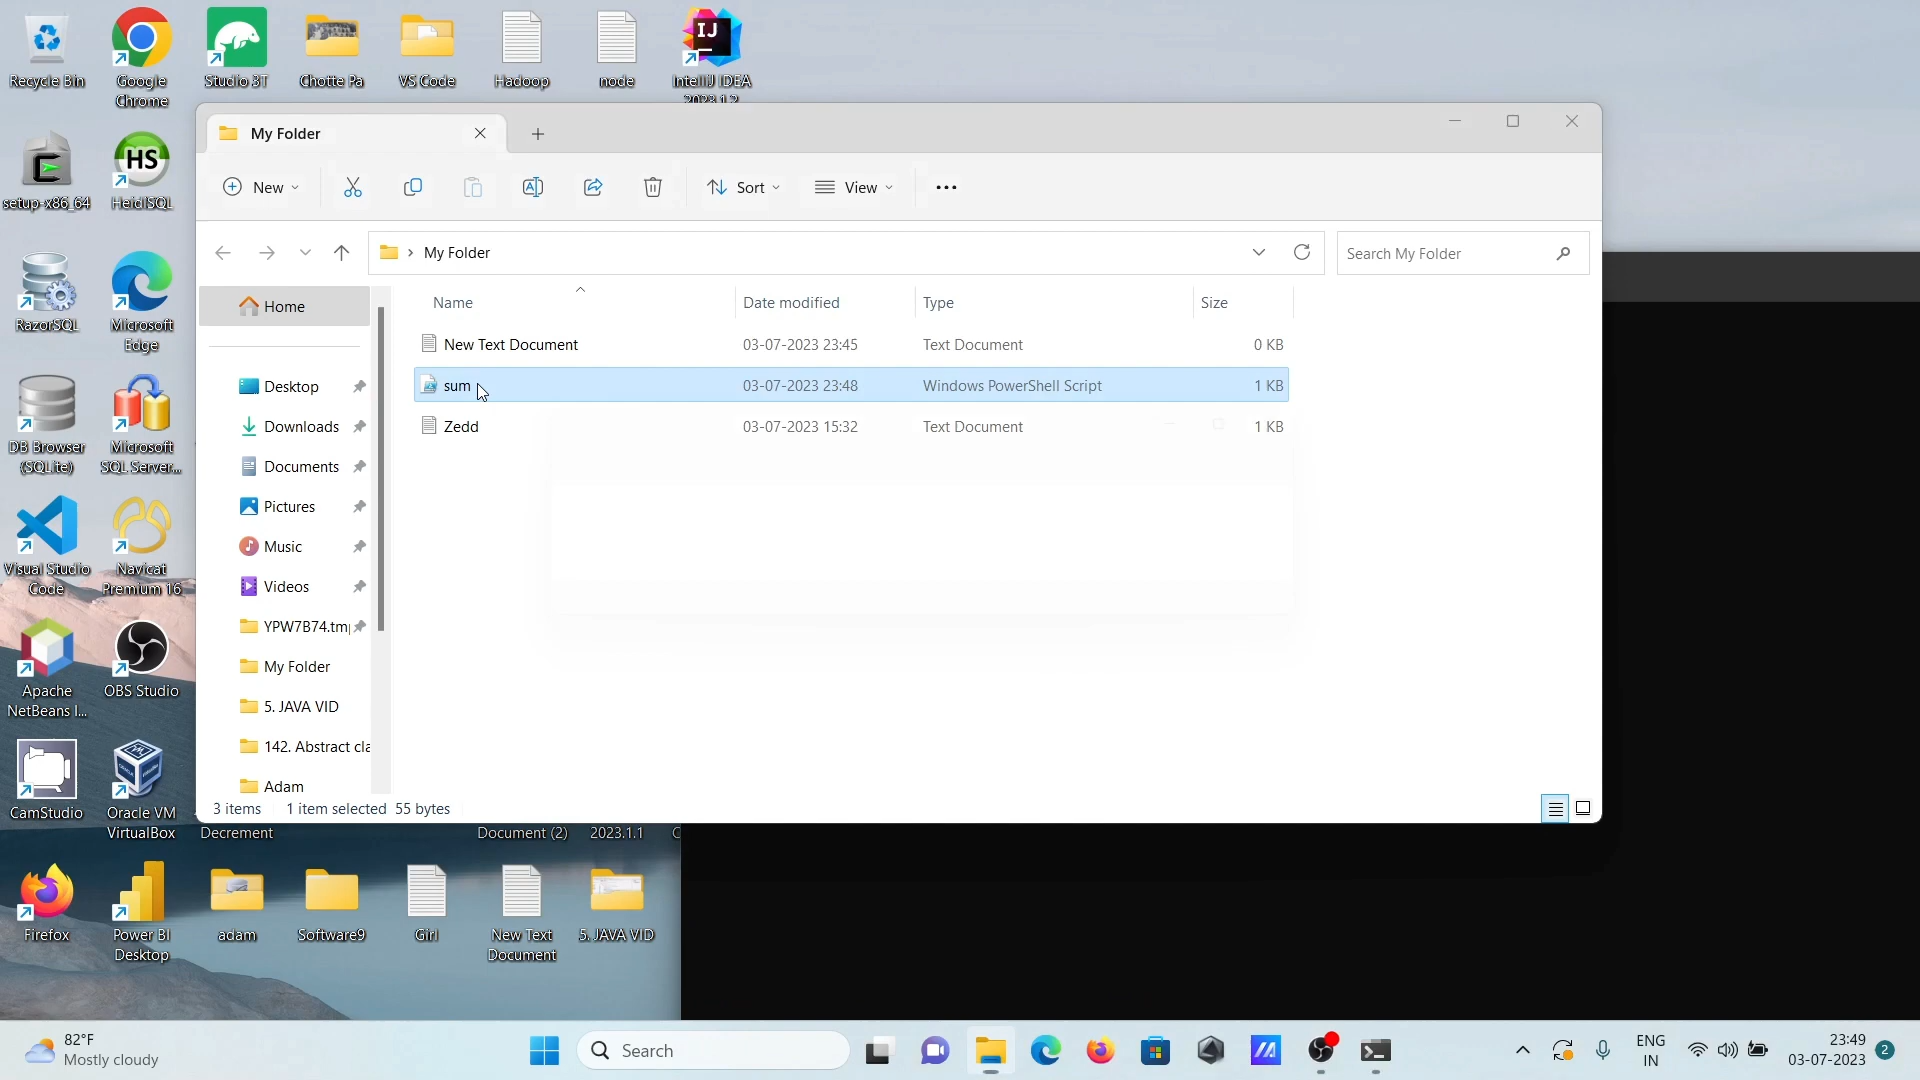 Recycle Bin
Google
Chrome
Studio 3T
Chotte Pa
VS Code
Hadoop
node
IntelliJ IDEA
2023.1.2
setup-x86_64
HeidiSQL
RazorSQL
Microsoft
Edge
DB Browser
(SQLite)
Microsoft
SQL Server...
Visual Studio
Code
Navicat
Premium 16
Apache
NetBeans I...
OBS Studio
CamStudio
Oracle VM
VirtualBox
Decrement
Document (2)
2023.1.1
Firefox
Power BI
Desktop
adam
Software9
Girl
New Text
Document
5. JAVA VID
My Folder
New
Sort
View
My Folder
Search My Folder
Home
Desktop
Downloads
Documents
Pictures
Music
Videos
YPW7B74.tm
My Folder
5. JAVA VID
142. Abstract cla
Adam
Name Date modified Type Size
New Text Document 03-07-2023 23:45 Text Document 0 KB
sum 03-07-2023 23:48 Windows PowerShell Script 1 KB
Zedd 03-07-2023 15:32 Text Document 1 KB
3 items 1 item selected 55 bytes
82°F
Mostly cloudy
Search
ENG
IN
23:49
03-07-2023
2